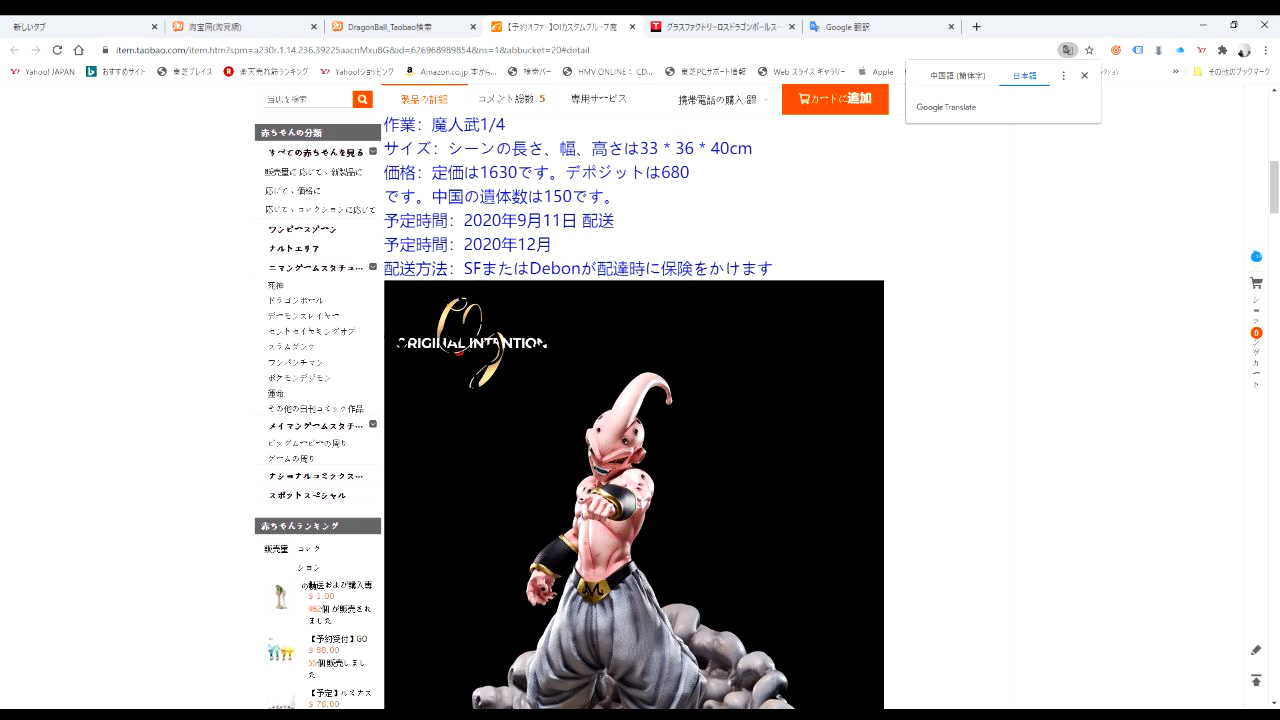 新しいタブ
淘宝网(淘寶網)
DragonBall_Taobao検索
【予約オファー】OIカスタムグループ魔
グラスファクトリーロスドラゴンボールスー
Google 翻訳
item.taobao.com/item.htm?spm=a230r.1.14.236.39225aacnMxuBG&id=626968989854&ns=1&abbucket=20#detail
Yahoo! JAPAN
おすすめサイト
東芝プレイス
楽天売れ筋ランキング
Yahoo!ショッピング
Amazon.co.jp 本から...
検索バー
HMV ONLINE： CD...
東芝PCサポート情報
Web スライス ギャラリー
Apple
クション
»
その他のブックマーク
中国語 (簡体字)
日本語
Google Translate
当店を検索
製品の詳細
コメント総数 5
専用サービス
携帯電話の購入
カートに追加
赤ちゃんの分類
すべての赤ちゃんを見る
販売量に 応じて、新製品に
応じて、価格に
応じて、コレクションに応じて
ワンピースゾーン
ナルトエリア
ニマンゲームスタチュ...
死神
ドラゴンボール
デーモンスレイヤー
セントセイヤキングオブ
スラムダンク
ワンパンチマン
ポケモンデジモン
運命
その他の日刊コミック作品
メイマンゲームスタチ...
ビッグムービーの周り
ゲームの周り
ナショナルコミックス...
スポットスペシャル
赤ちゃんランキング
販売量 コレク
ション
の輸送および購入専
$ 1.00
982個 が販売され
ました
【予約受付】GO
$ 88.00
55個販売しまし
た
【予定】ルミナス
$ 78.00
作業：魔人武1/4
サイズ：シーンの長さ、幅、高さは33 * 36 * 40cm
価格：定価は1630です。デポジットは680
です。中国の遺体数は150です。
予定時間：2020年9月11日 配送
予定時間：2020年12月
配送方法：SFまたはDebonが配達時に保険をかけます
ORIGINAL INTENTION
ショッピングカート
0